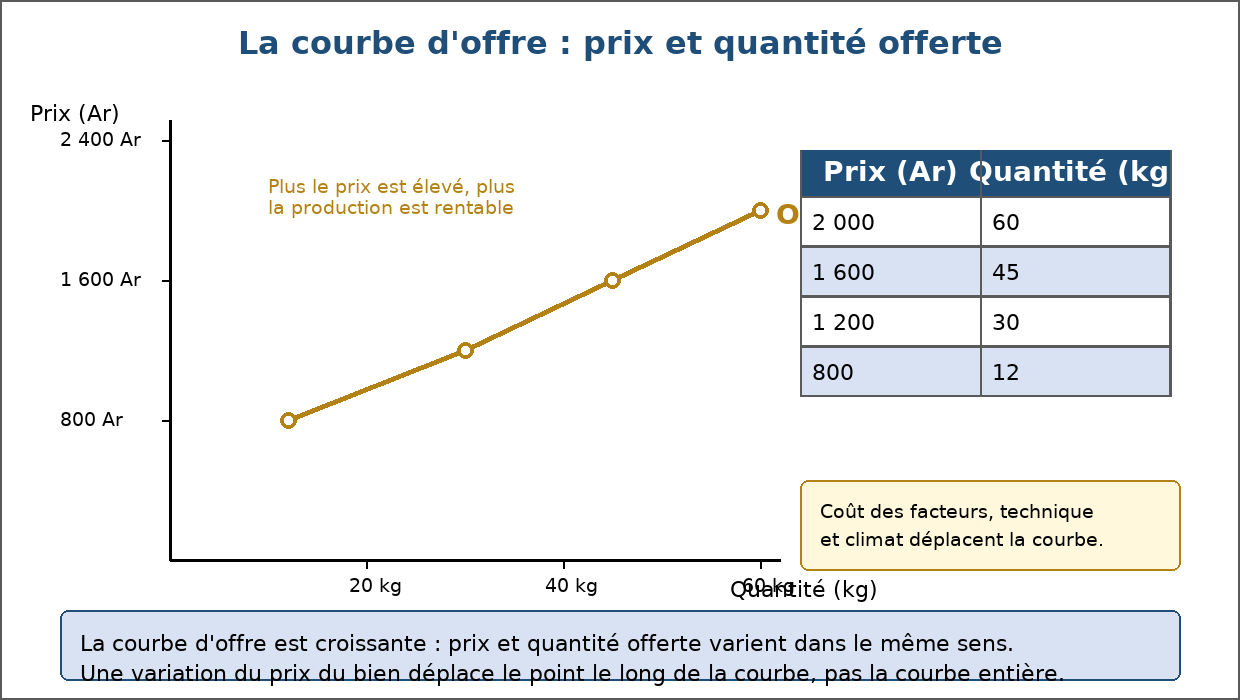 La courbe d'offre : prix et quantité offerte
Prix (Ar)
2 400 Ar
1 600 Ar
800 Ar
Plus le prix est élevé, plus
la production est rentable
O
Prix (Ar) Quantité (kg
2 000 60
1 600 45
1 200 30
800 12
Coût des facteurs, technique
et climat déplacent la courbe.
20 kg 40 kg 60 kg
Quantité (kg)
La courbe d'offre est croissante : prix et quantité offerte varient dans le même sens.
Une variation du prix du bien déplace le point le long de la courbe, pas la courbe entière.